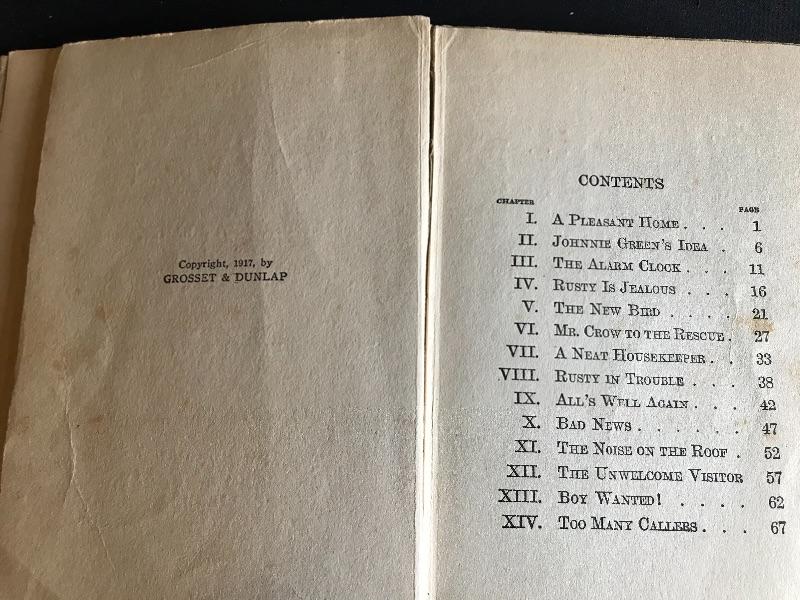 Copyright, 1917, by
GROSSET & DUNLAP
CONTENTS
CHAPTER PAGE
I. A Pleasant Home . . . 1
II. Johnnie Green's Idea . 6
III. The Alarm Clock . . . 11
IV. Rusty Is Jealous . . . 16
V. The New Bird . . . . 21
VI. Mr. Crow to the Rescue . 27
VII. A Neat Housekeeper . . 33
VIII. Rusty in Trouble . . . 38
IX. All's Well Again . . . 42
X. Bad News . . . . . . 47
XI. The Noise on the Roof . 52
XII. The Unwelcome Visitor 57
XIII. Boy Wanted! . . . . 62
XIV. Too Many Callers . . . 67